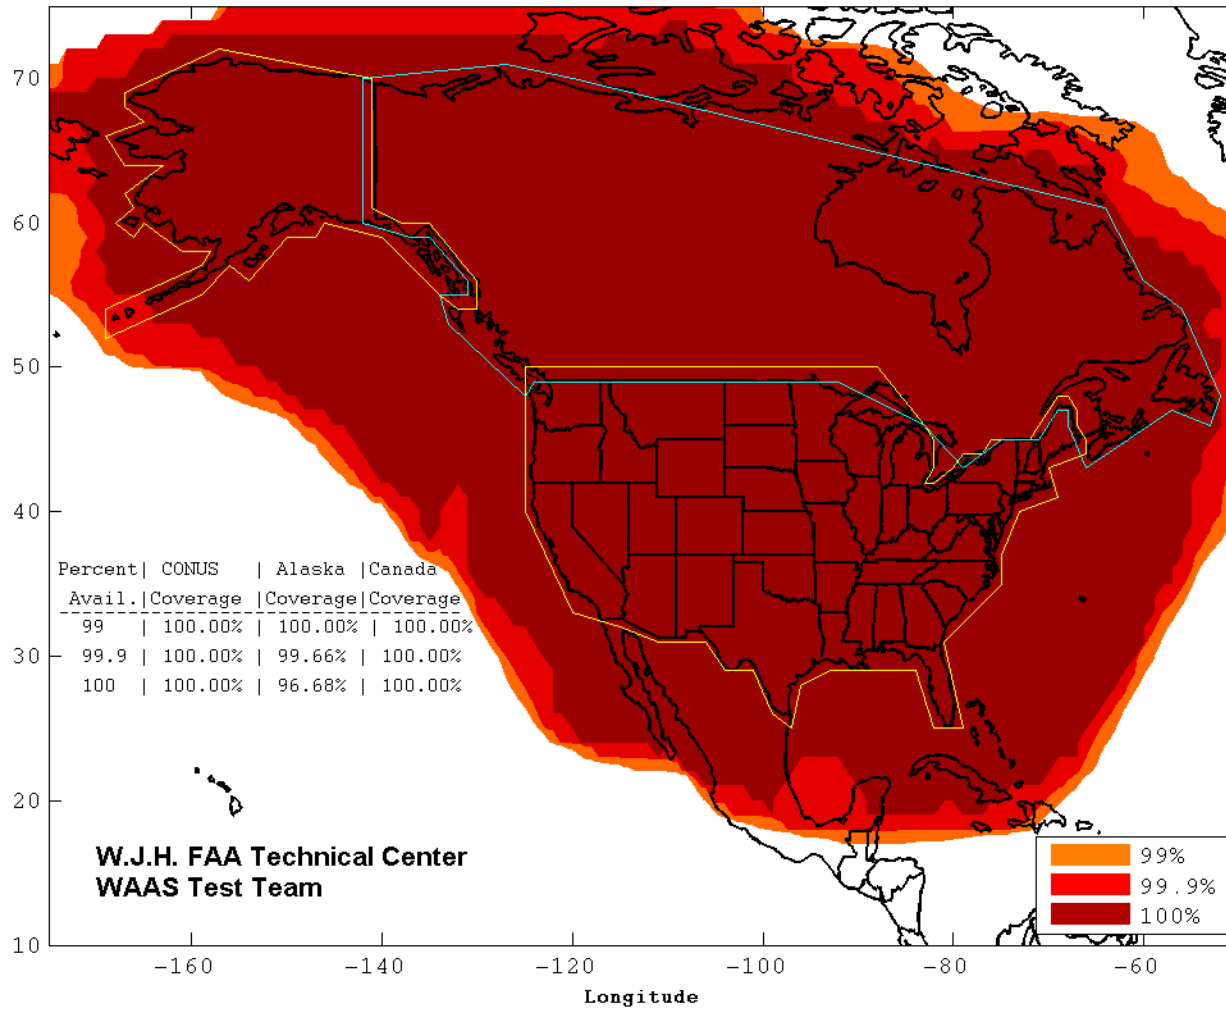 70
60
50
40
30
20
10
Percent| CONUS | Alaska |Canada
Avail.|Coverage |Coverage|Coverage
99 | 100.00% | 100.00% | 100.00%
99.9 | 100.00% | 99.66% | 100.00%
100 | 100.00% | 96.68% | 100.00%
W.J.H. FAA Technical Center
WAAS Test Team
99%
99.9%
100%
-160 -140 -120 -100 -80 -60
Longitude